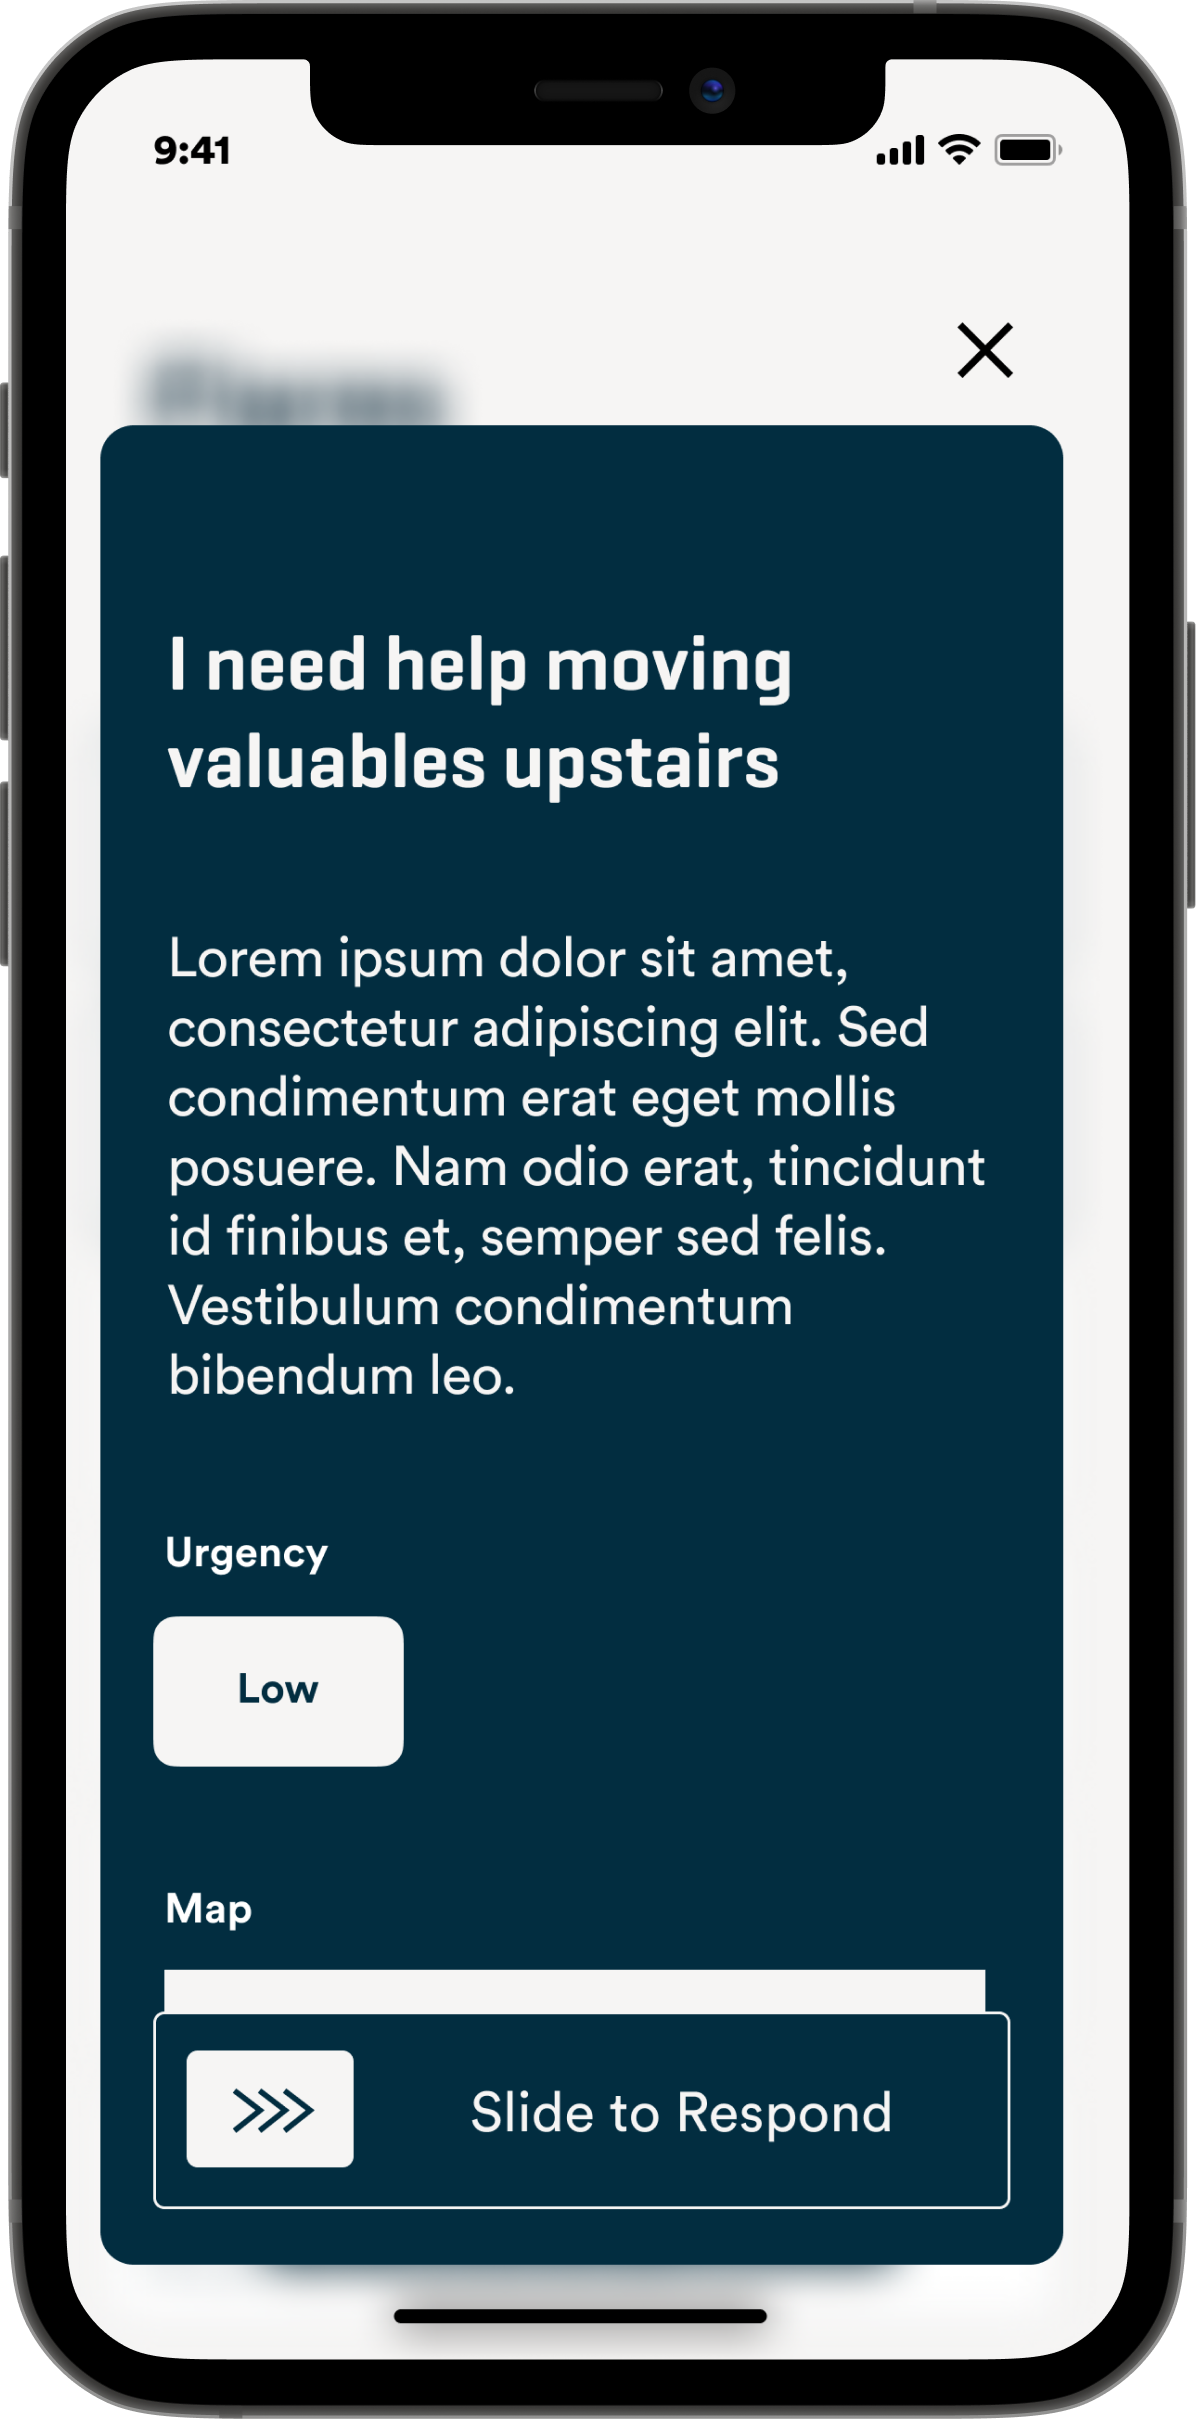 9:41
I need help moving
valuables upstairs
Lorem ipsum dolor sit amet,
consectetur adipiscing elit. Sed
condimentum erat eget mollis
posuere. Nam odio erat, tincidunt
id finibus et, semper sed felis.
Vestibulum condimentum
bibendum leo.
Urgency
Low
Map
Slide to Respond